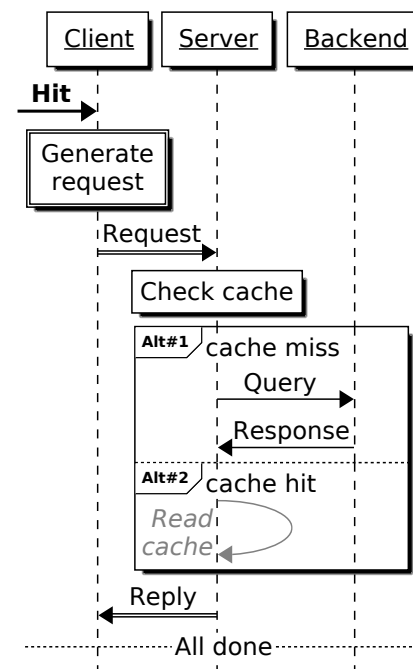 Client Server Backend
Hit
Generate
request
Request
Check cache
Alt#1 cache miss
Query
Response
Alt#2 cache hit
Read
cache
Reply
All done